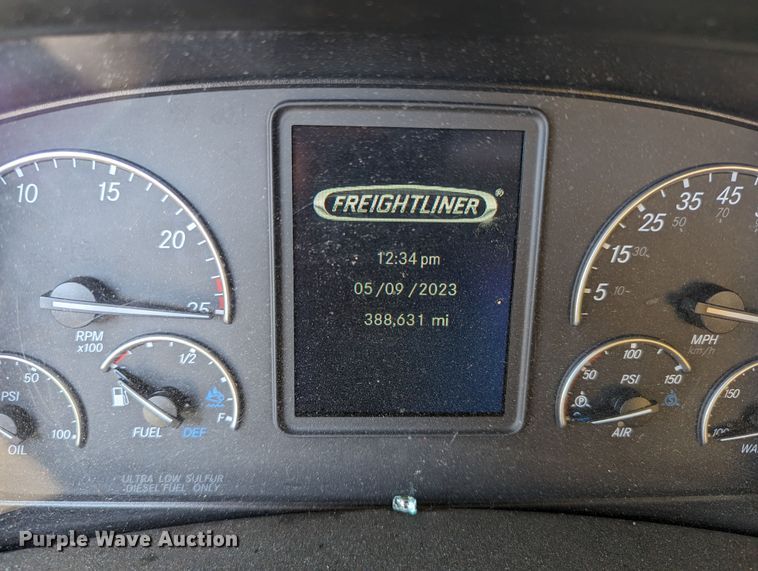 FREIGHTLINER®
12:34 pm
05/09/2023
388,631 mi
10 15 20 25
RPM
x100
50 100
PSI
OIL
1/2 F
FUEL DEF
ULTRA LOW SULFUR
DIESEL FUEL ONLY
5 15 25 35 45
10 30 50 70
MPH
km/h
50 100 150
PSI
AIR
100 150
WA
Purple Wave Auction